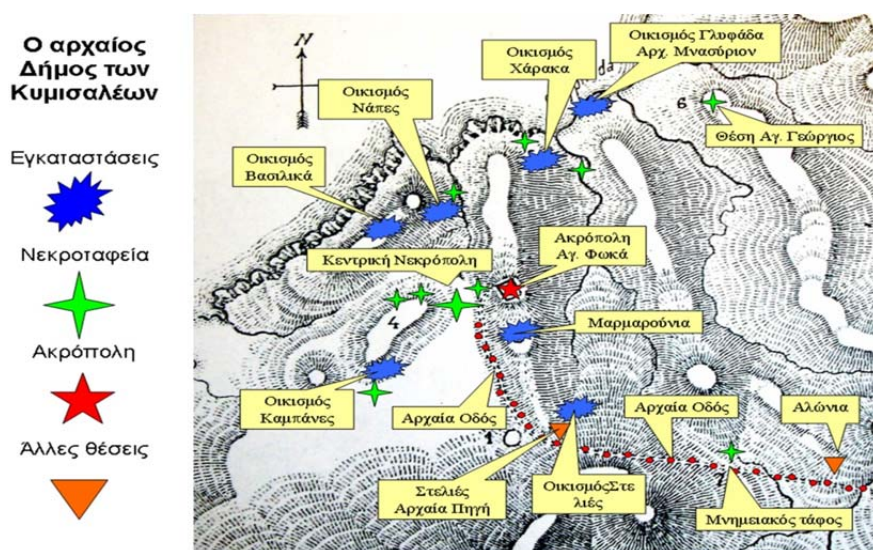 Ο αρχαίος
Δήμος των
Κυμισαλέων
Εγκαταστάσεις
Νεκροταφεία
Ακρόπολη
Άλλες θέσεις
N
Οικισμός
Χάρακα
Οικισμός Γλυφάδα
Αρχ. Μνασύριον
6
Θέση Αγ. Γεώργιος
Οικισμός
Νάπες
Οικισμός
Βασιλικά
Κεντρική Νεκρόπολη
Ακρόπολη
Αγ. Φωκά
4
Μαρμαρούνια
Οικισμός
Καμπάνες
Αρχαία Οδός
1
Αρχαία Οδός
Αλώνια
Στελιές
Αρχαία Πηγή
ΟικισμόςΣτε
λιές
7
Μνημειακός τάφος